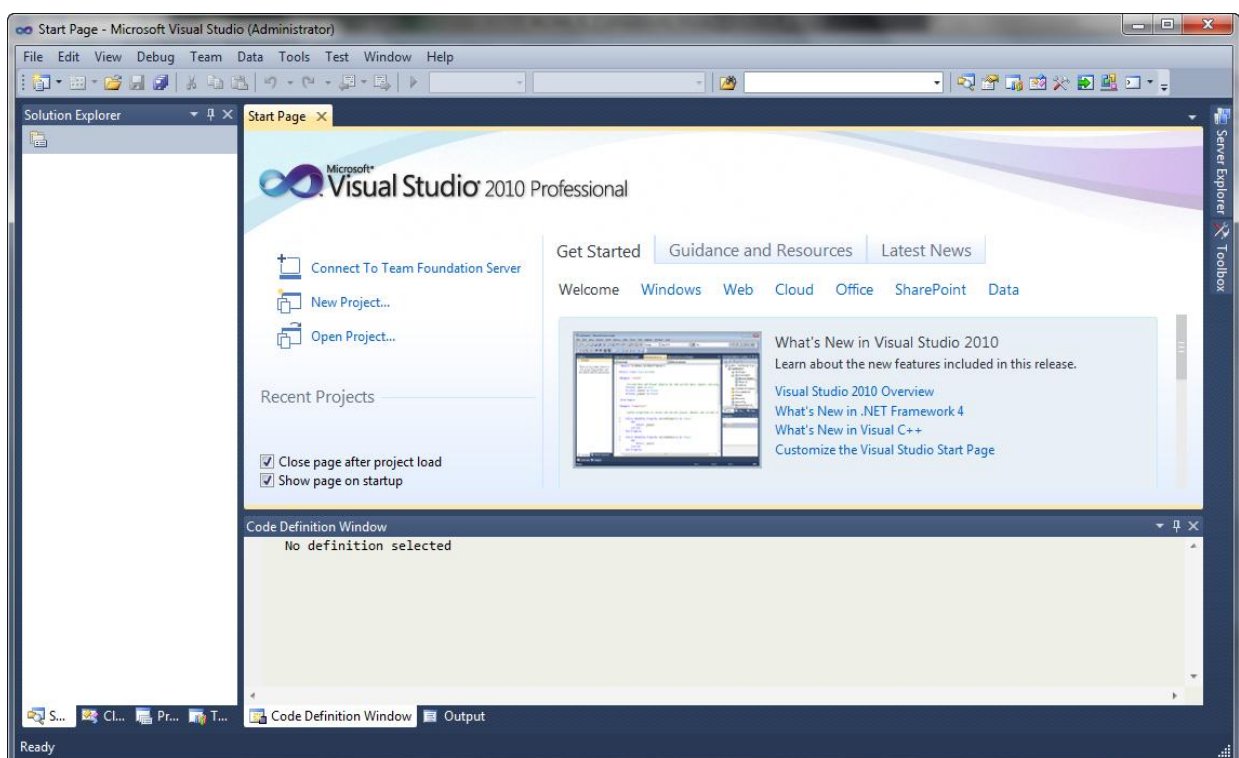 Start Page - Microsoft Visual Studio (Administrator)
File Edit View Debug Team Data Tools Test Window Help
Solution Explorer
Start Page
Server Explorer
Toolbox
Microsoft
Visual Studio 2010 Professional
Connect To Team Foundation Server
New Project...
Open Project...
Recent Projects
Close page after project load
Show page on startup
Get Started Guidance and Resources Latest News
Welcome Windows Web Cloud Office SharePoint Data
What's New in Visual Studio 2010
Learn about the new features included in this release.
Visual Studio 2010 Overview
What's New in .NET Framework 4
What's New in Visual C++
Customize the Visual Studio Start Page
Code Definition Window
No definition selected
S... Cl... Pr... T...
Code Definition Window Output
Ready